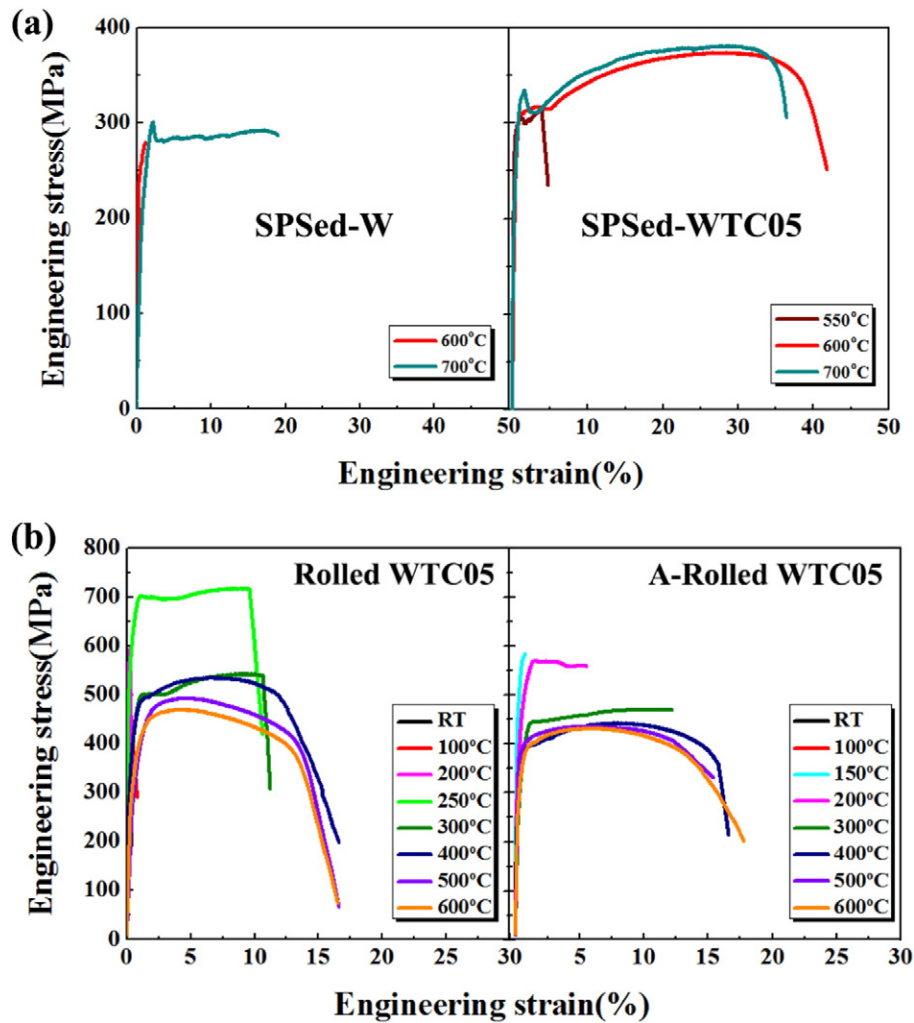 (a)
400
300
200
100
0
Engineering stress(MPa)
SPSed-W
SPSed-WTC05
600°C
700°C
550°C
600°C
700°C
0 10 20 30 40 50 10 20 30 40 50
Engineering strain(%)
(b)
800
700
600
500
400
300
200
100
0
Engineering stress(MPa)
Rolled WTC05
A-Rolled WTC05
RT
100°C
200°C
250°C
300°C
400°C
500°C
600°C
RT
100°C
150°C
200°C
300°C
400°C
500°C
600°C
0 5 10 15 20 25 30 5 10 15 20 25 30
Engineering strain(%)